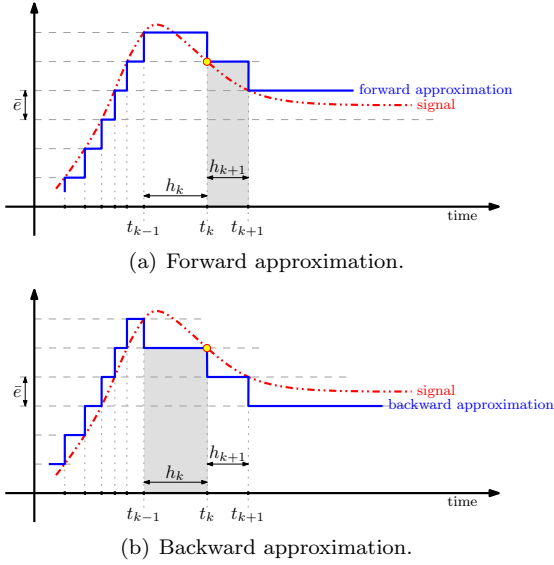 ē
forward approximation
signal
h_{k+1}
h_k
time
t_{k-1} t_k t_{k+1}
(a) Forward approximation.
ē
signal
backward approximation
h_{k+1}
h_k
time
t_{k-1} t_k t_{k+1}
(b) Backward approximation.